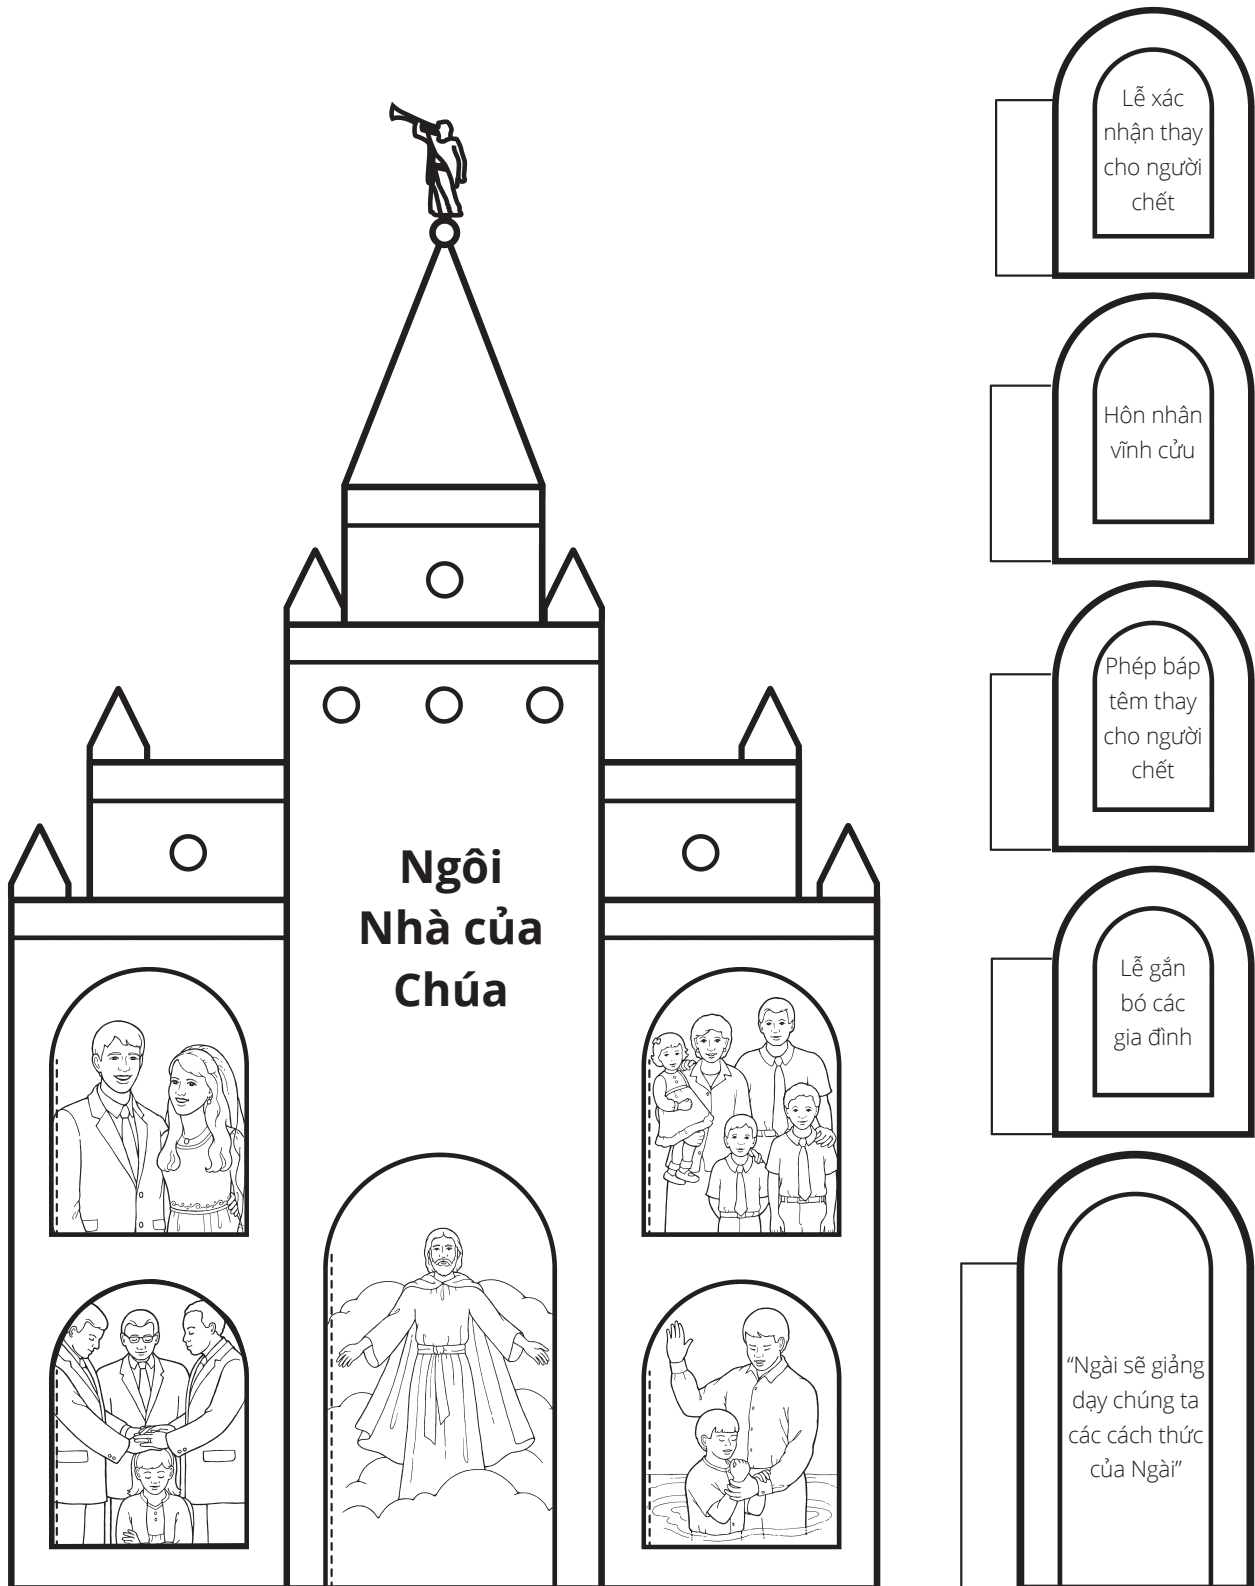 Ngôi
Nhà của
Chúa
Lễ xác
nhận thay
cho người
chết
Hôn nhân
vĩnh cửu
Phép báp
têm thay
cho người
chết
Lễ gắn
bó các
gia đình
“Ngài sẽ giảng
dạy chúng ta
các cách thức
của Ngài”